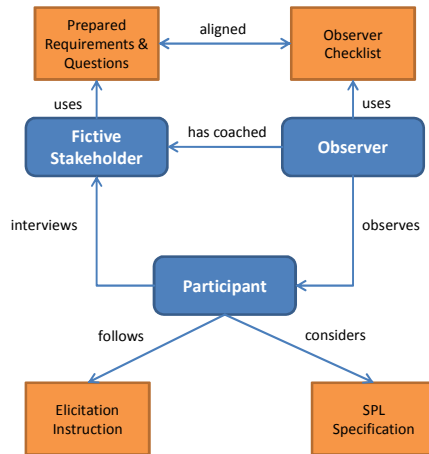 Prepared
Requirements &
Questions
aligned
Observer
Checklist
uses
uses
Fictive
Stakeholder
has coached
Observer
interviews
observes
Participant
follows
considers
Elicitation
Instruction
SPL
Specification